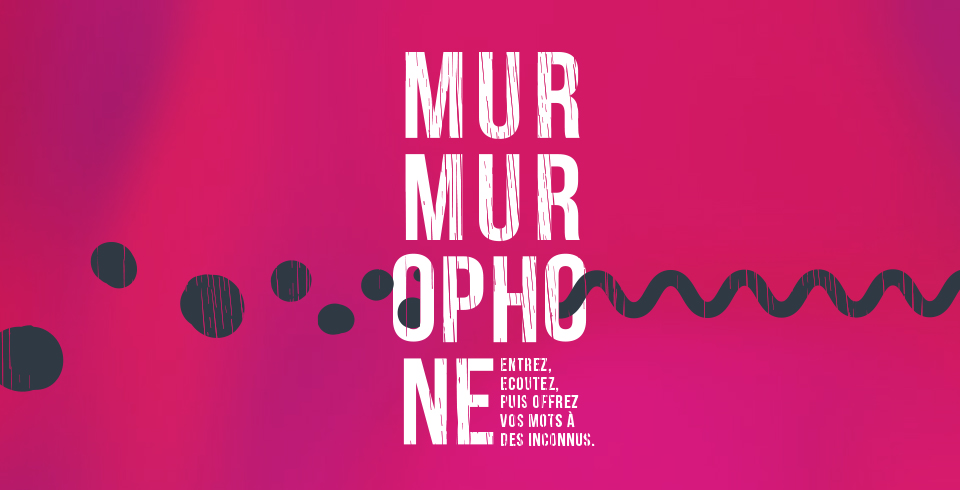 MUR
MUR
OPHO
NE
ENTREZ,
ECOUTEZ,
PUIS OFFREZ
VOS MOTS À
DES INCONNUS.